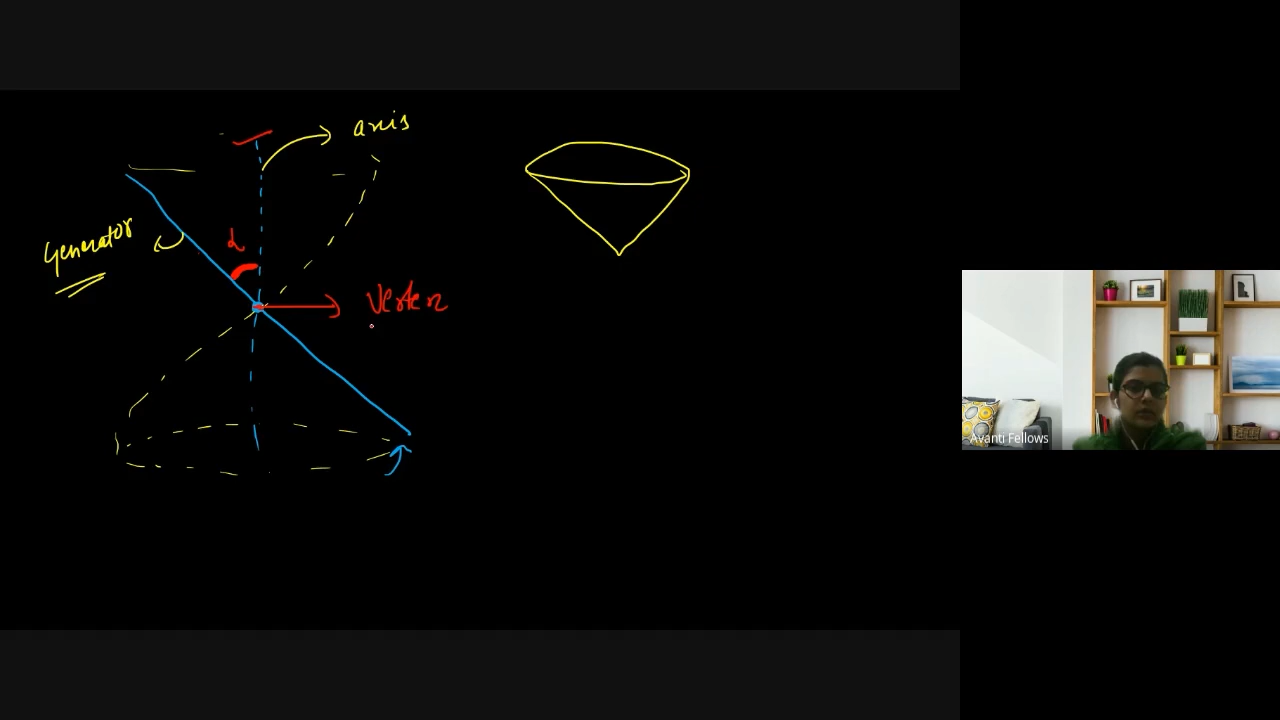 axis
Generator
α
Vertex
Avanti Fellows